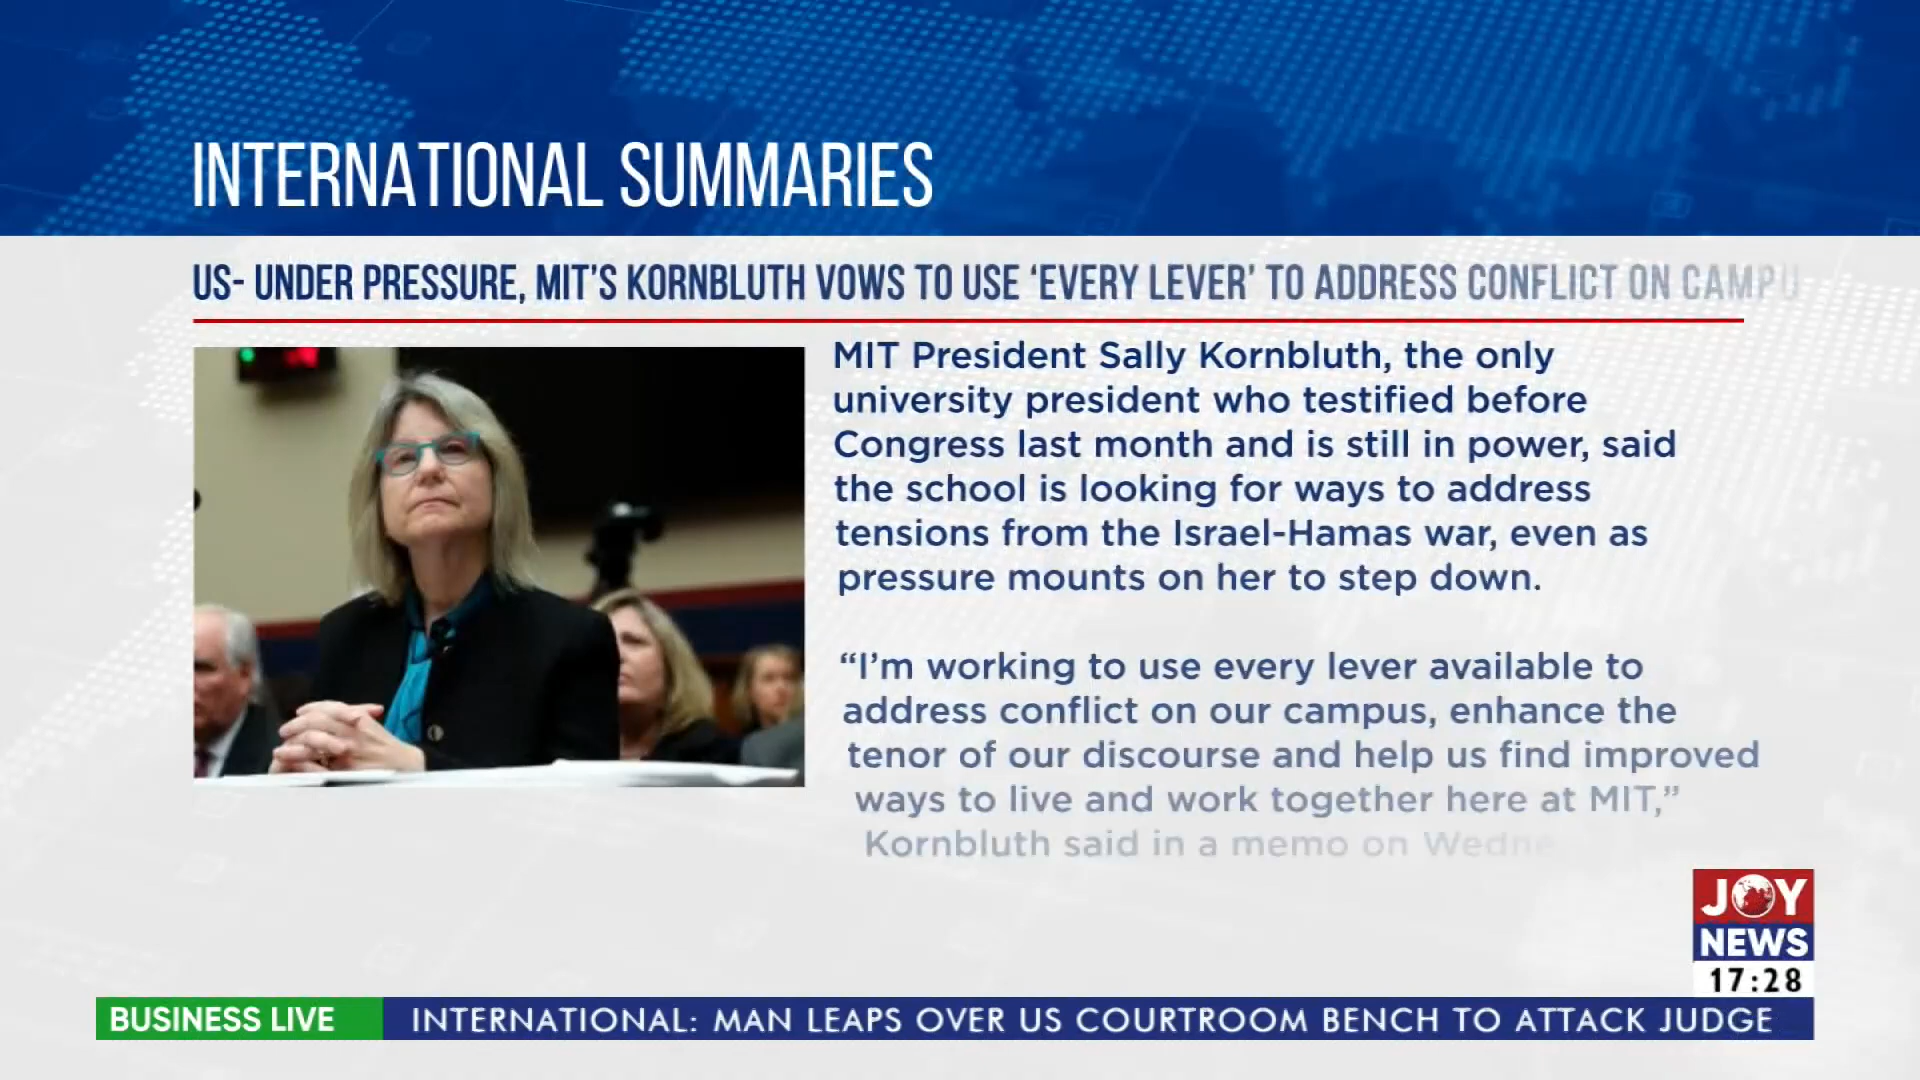 INTERNATIONAL SUMMARIES
US- UNDER PRESSURE, MIT’S KORNBLUTH VOWS TO USE ‘EVERY LEVER’ TO ADDRESS CONFLICT ON CAMPU
MIT President Sally Kornbluth, the only
university president who testified before
Congress last month and is still in power, said
the school is looking for ways to address
tensions from the Israel-Hamas war, even as
pressure mounts on her to step down.
“I’m working to use every lever available to
address conflict on our campus, enhance the
tenor of our discourse and help us find improved
ways to live and work together here at MIT,”
Kornbluth said in a memo on Wedne
JOY
NEWS
17:28
BUSINESS LIVE
INTERNATIONAL: MAN LEAPS OVER US COURTROOM BENCH TO ATTACK JUDGE